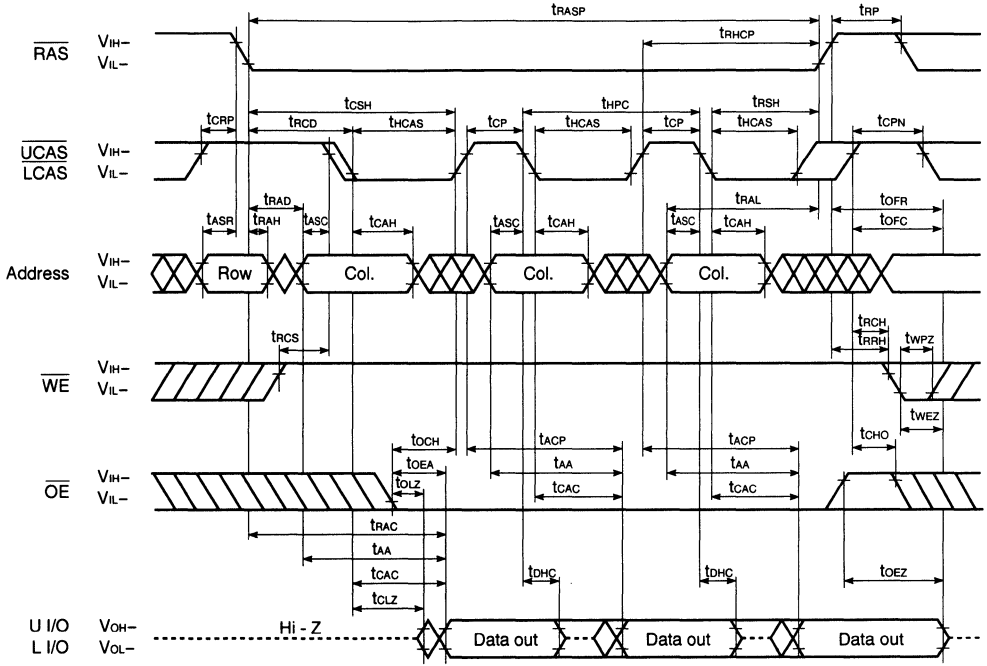 tRASP tRP
RAS VIH– tRHCP
VIL–
tCSH tHPC tRSH
tCRP tRCD tHCAS tCP tHCAS tCP tHCAS tCPN
UCAS VIH–
LCAS VIL–
tRAD tRAL tOFR
tASR tRAH tASC tCAH tASC tCAH tASC tCAH tOFC
Address VIH– Row Col. Col. Col.
VIL–
tRCS tRCH tWPZ
tRRH
WE VIH–
VIL–
tWEZ
tOCH tACP tACP tCHO
tOEA tAA tAA
OE VIH– tOLZ tCAC tCAC
VIL–
tRAC
tAA
tCAC tDHC tDHC tOEZ
tCLZ
U I/O VOH– Hi - Z Data out Data out Data out
L I/O VOL–